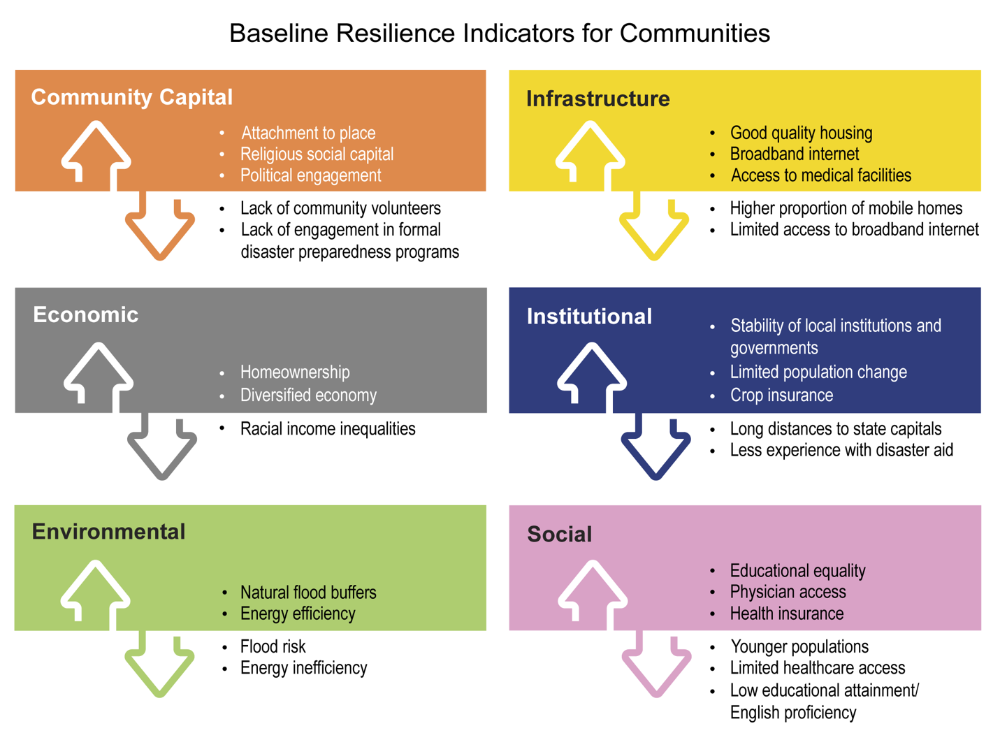 Baseline Resilience Indicators for Communities
Community Capital
• Attachment to place
• Religious social capital
• Political engagement
• Lack of community volunteers
• Lack of engagement in formal
disaster preparedness programs
Infrastructure
• Good quality housing
• Broadband internet
• Access to medical facilities
• Higher proportion of mobile homes
• Limited access to broadband internet
Economic
• Homeownership
• Diversified economy
• Racial income inequalities
Institutional
• Stability of local institutions and
governments
• Limited population change
• Crop insurance
• Long distances to state capitals
• Less experience with disaster aid
Environmental
• Natural flood buffers
• Energy efficiency
• Flood risk
• Energy inefficiency
Social
• Educational equality
• Physician access
• Health insurance
• Younger populations
• Limited healthcare access
• Low educational attainment/
English proficiency